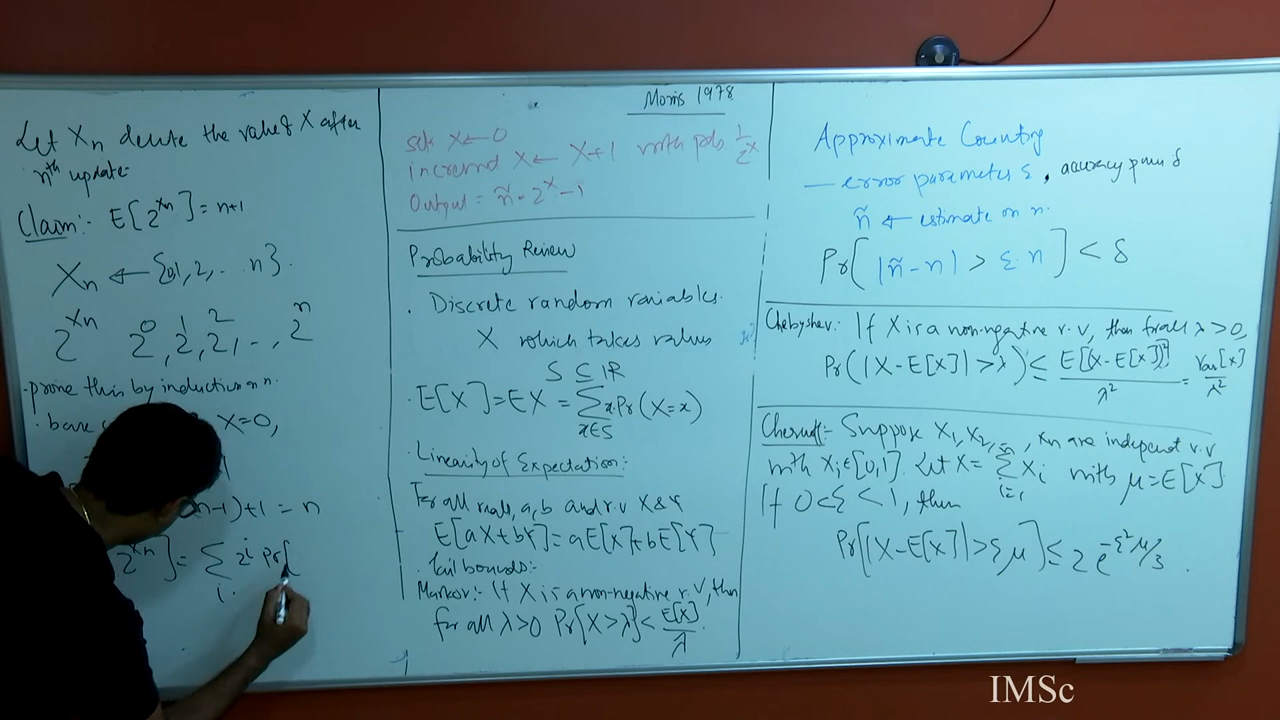 Let Xn denote the value of X after
nth update.
Claim:- E[2^Xn] = n+1
Xn ← {0,1,2,.. n}.
2^Xn 2^0, 2^1, 2^2, . . , 2^n
. prove this by induction on n.
. base X=0,
1
(n-1)+1 = n
2^Xn] = Σ_i 2^i Pr[
Morris 1978
set X ← 0
increment X ← X+1 with prob 1/2^X
Output = ñ = 2^X - 1
Probability Review
. Discrete random variables.
X which takes values
S ⊆ IR
. E[X] = EX = Σ_{x∈S} x.Pr(X=x)
. Linearity of Expectation:-
For all reals, a, b and r.v X & Y
E[aX+bY] = aE[X]+bE[Y]
. Tail bounds:-
Markov:- If X is a non-negative r.v, then
for all λ>0 Pr[X>λ] < E[X]/λ.
Approximate Counting
— error parameter ε, accuracy param δ
ñ ← estimate on n.
Pr[ |ñ-n| > ε.n ] < δ
Chebyshev:- If X is a non-negative r.v, then for all λ>0,
Pr(|X-E[X]|>λ) ≤ E[(X-E[X])²]/λ² = Var[X]/λ²
Chernoff:- Suppose X1, X2, ..., Xn are independent r.v
with Xi∈[0,1]. Let X = Σ_{i=1}^n Xi with μ=E[X]
If 0<ε<1, then
Pr[|X-E[X]|>εμ] ≤ 2e^{-ε²μ/3}.
IMSc